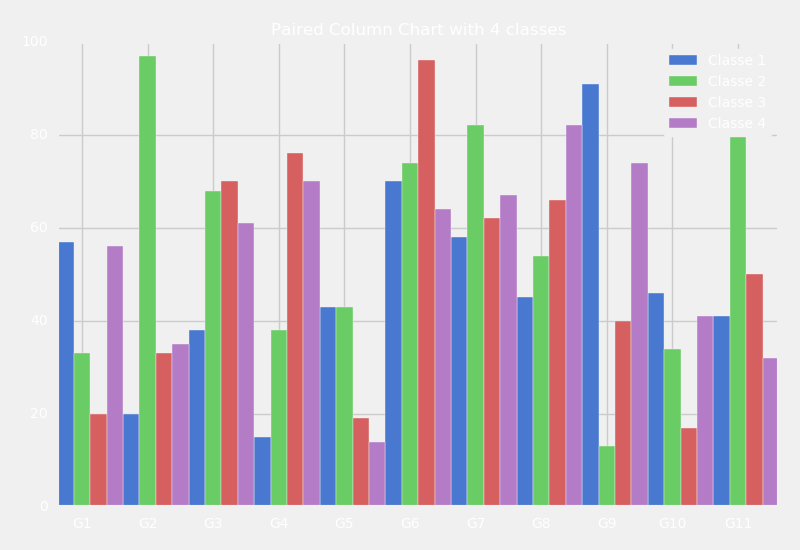 Paired Column Chart with 4 classes
100
80
60
40
20
0
Classe 1
Classe 2
Classe 3
Classe 4
G1 G2 G3 G4 G5 G6 G7 G8 G9 G10 G11